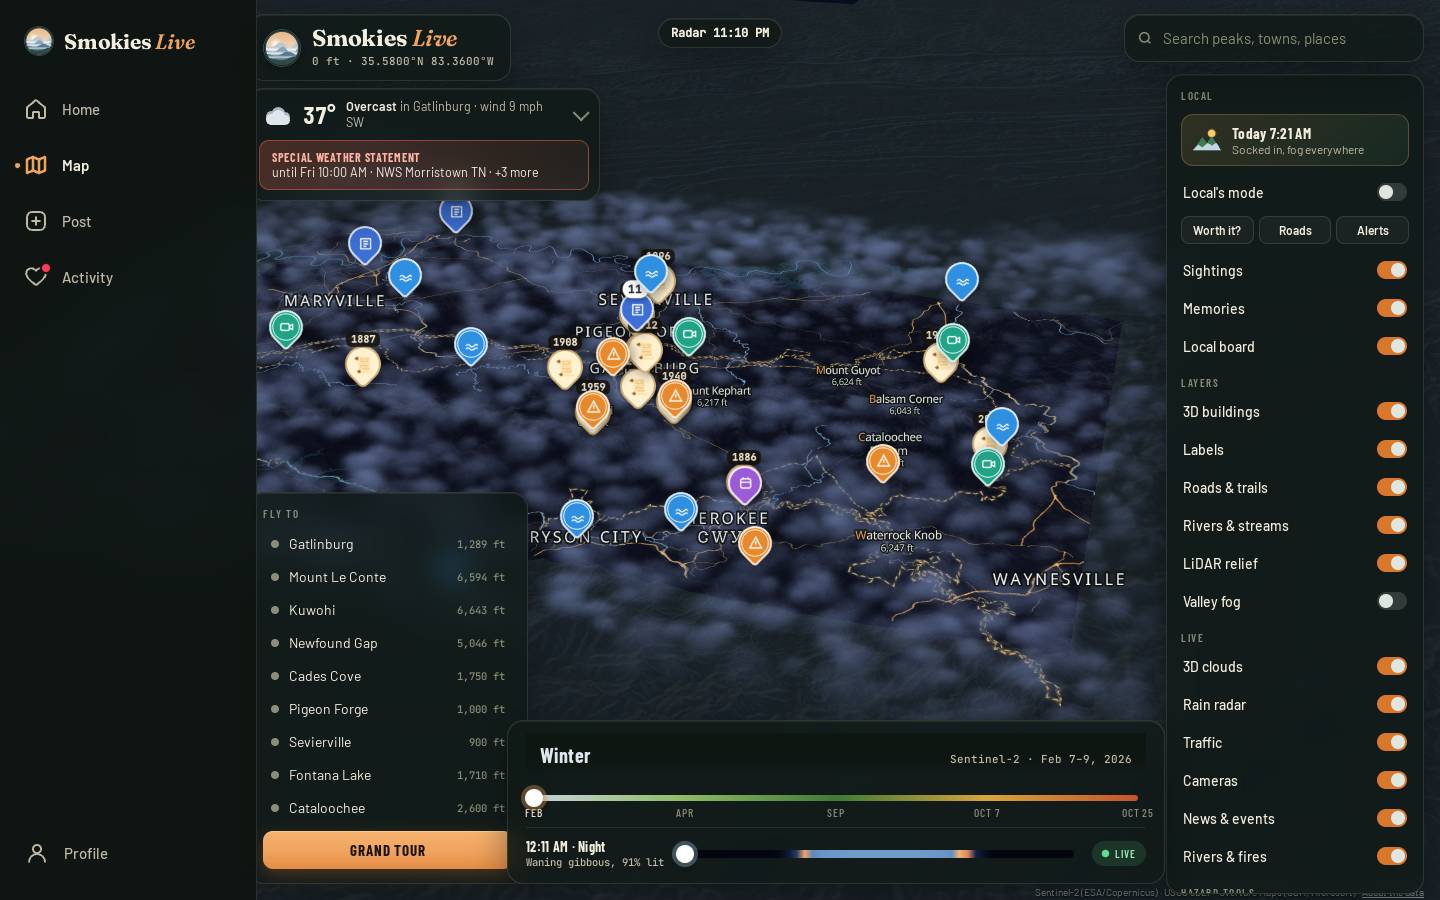 Smokies Live
Home
Map
Post
Activity
Profile
Smokies Live
0 ft · 35.5800°N 83.3600°W
37° Overcast in Gatlinburg · wind 9 mph
SW
SPECIAL WEATHER STATEMENT
until Fri 10:00 AM · NWS Morristown TN · +3 more
Radar 11:10 PM
Search peaks, towns, places
MARYVILLE
11
1887
1908
1959
1940
Mount Guyot
6,624 ft
6,217 ft
Balsam Corner
6,043 ft
Cataloochee
1886
Waterrock Knob
6,247 ft
WAYNESVILLE
FLY TO
Gatlinburg 1,289 ft
Mount Le Conte 6,594 ft
Kuwohi 6,643 ft
Newfound Gap 5,046 ft
Cades Cove 1,750 ft
Pigeon Forge 1,000 ft
Sevierville 900 ft
Fontana Lake 1,710 ft
Cataloochee 2,600 ft
GRAND TOUR
Winter
Sentinel-2 · Feb 7–9, 2026
FEB APR SEP OCT 7 OCT 25
12:11 AM · Night
Waning gibbous, 91% lit
LIVE
LOCAL
Today 7:21 AM
Socked in, fog everywhere
Local's mode
Worth it? Roads Alerts
Sightings
Memories
Local board
LAYERS
3D buildings
Labels
Roads & trails
Rivers & streams
LiDAR relief
Valley fog
LIVE
3D clouds
Rain radar
Traffic
Cameras
News & events
Rivers & fires
HAZARD TOOLS
Sentinel-2 (ESA/Copernicus)